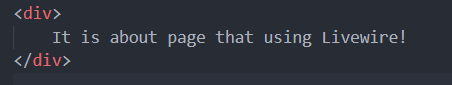 <div>
It is about page that using Livewire!
</div>